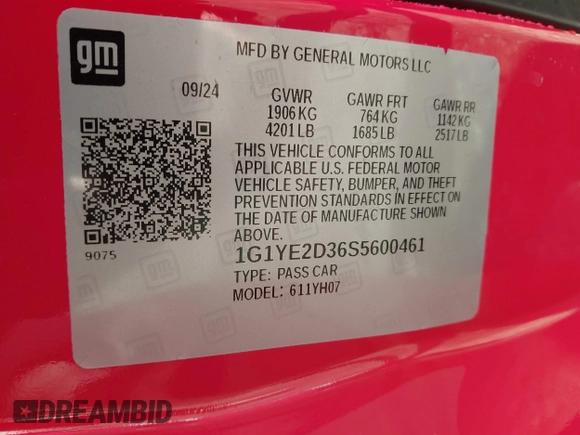 gm
MFD BY GENERAL MOTORS LLC
09/24 GVWR GAWR FRT GAWR RR
1906 KG 764 KG 1142 KG
4201 LB 1685 LB 2517 LB
THIS VEHICLE CONFORMS TO ALL
APPLICABLE U.S. FEDERAL MOTOR
VEHICLE SAFETY, BUMPER, AND THEFT
PREVENTION STANDARDS IN EFFECT ON
THE DATE OF MANUFACTURE SHOWN
ABOVE.
9075
1G1YE2D36S5600461
TYPE: PASS CAR
MODEL: 611YH07
DREAMBID